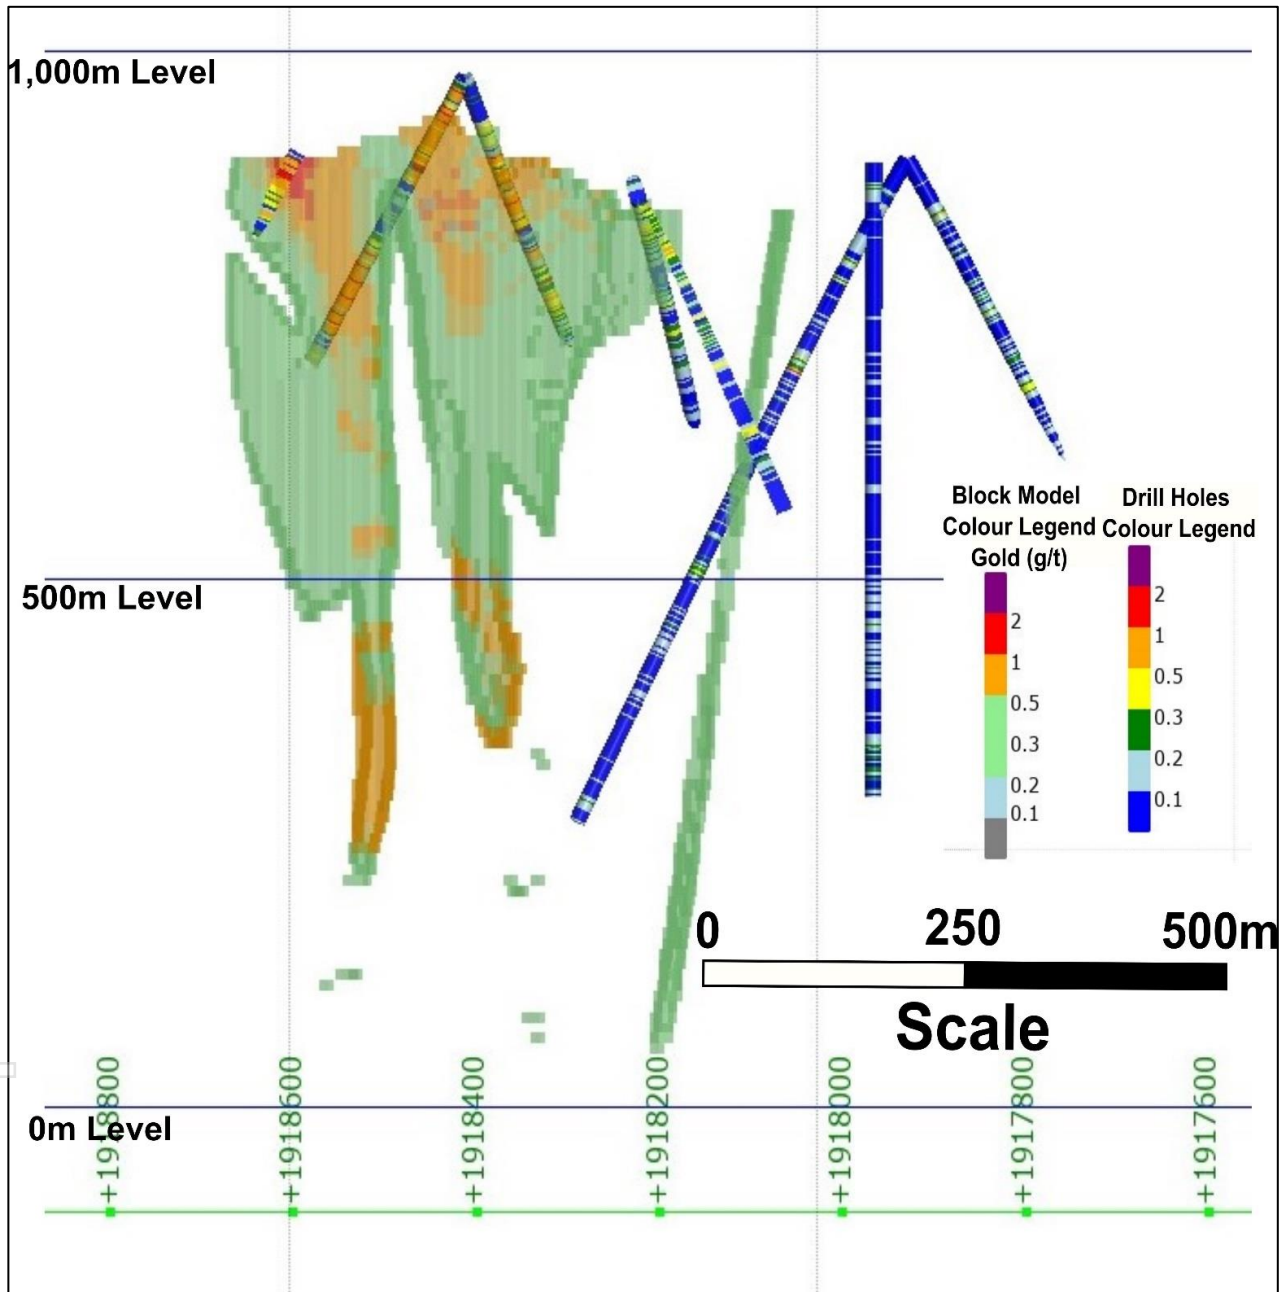 1,000m Level
500m Level
Block Model
Colour Legend
Gold (g/t)
2
1
0.5
0.3
0.2
0.1
Drill Holes
Colour Legend
2
1
0.5
0.3
0.2
0.1
0 250 500m
Scale
0m Level
+1918800 +1918600 +1918400 +1918200 +1918000 +1917800 +1917600